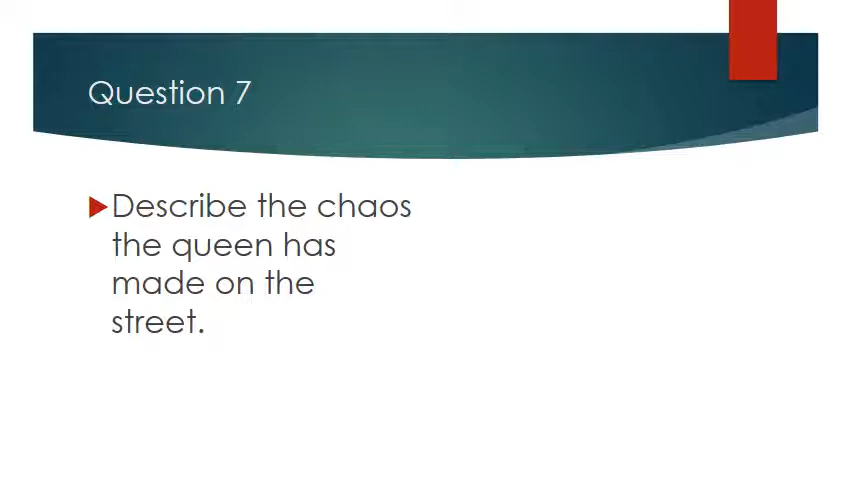 Question 7
Describe the chaos
the queen has
made on the
street.